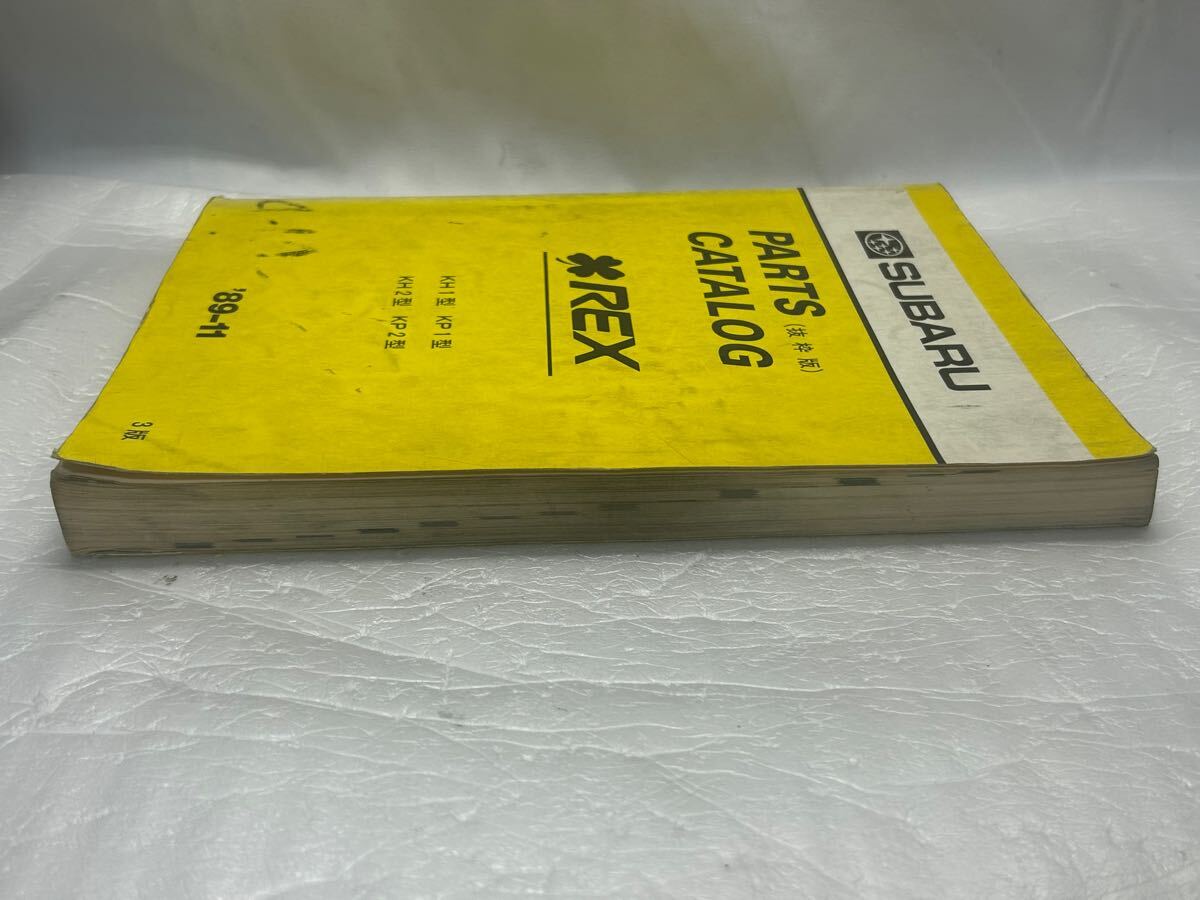 SUBARU
PARTS (抜粋版)
CATALOG
REX
KH1型 KP1型
KH2型 KP2型
'89-11
3版